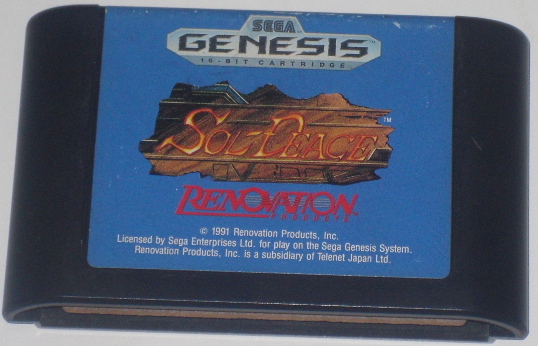 SEGA
GENESIS
16-BIT CARTRIDGE
SOL-DEACE
TM
RENOVATION
PRODUCTS
© 1991 Renovation Products, Inc.
Licensed by Sega Enterprises Ltd. for play on the Sega Genesis System.
Renovation Products, Inc. is a subsidiary of Telenet Japan Ltd.